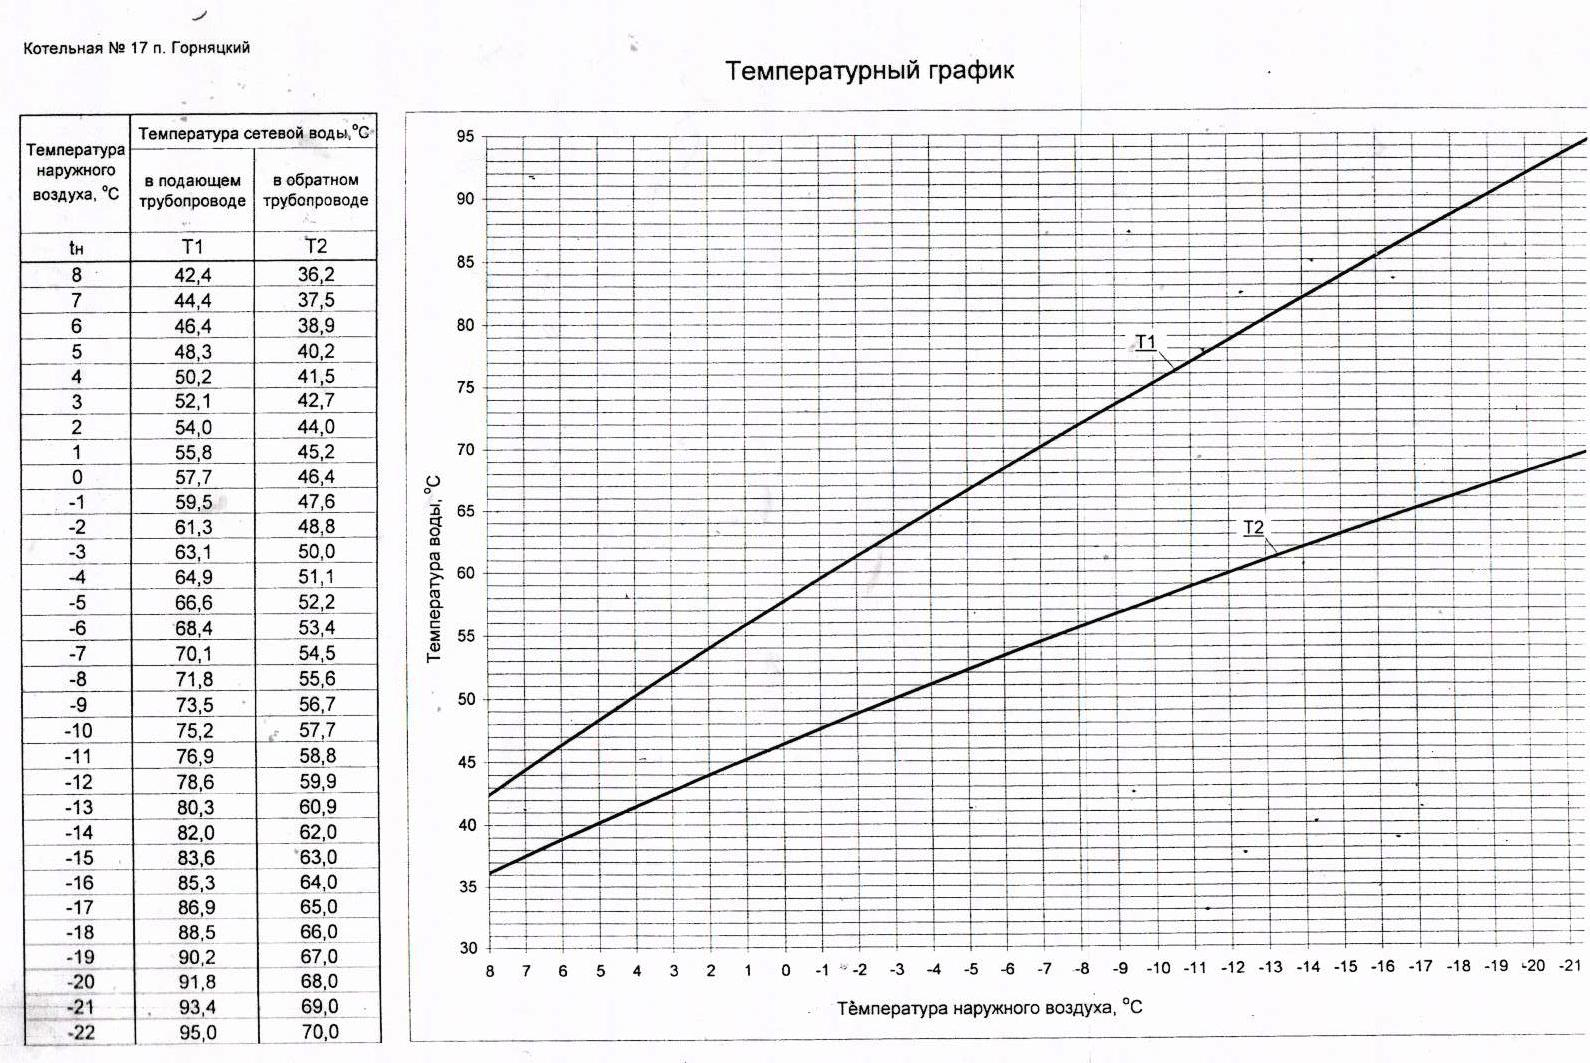 Котельная № 17 п. Горняцкий
Температурный график
Температура наружного воздуха, °С
Температура сетевой воды,°С
в подающем трубопроводе
в обратном трубопроводе
tн T1 T2
8 42,4 36,2
7 44,4 37,5
6 46,4 38,9
5 48,3 40,2
4 50,2 41,5
3 52,1 42,7
2 54,0 44,0
1 55,8 45,2
0 57,7 46,4
-1 59,5 47,6
-2 61,3 48,8
-3 63,1 50,0
-4 64,9 51,1
-5 66,6 52,2
-6 68,4 53,4
-7 70,1 54,5
-8 71,8 55,6
-9 73,5 56,7
-10 75,2 57,7
-11 76,9 58,8
-12 78,6 59,9
-13 80,3 60,9
-14 82,0 62,0
-15 83,6 63,0
-16 85,3 64,0
-17 86,9 65,0
-18 88,5 66,0
-19 90,2 67,0
-20 91,8 68,0
-21 93,4 69,0
-22 95,0 70,0
Температура воды, °С
95
90
85
80
75
70
65
60
55
50
45
40
35
30
T1
T2
8 7 6 5 4 3 2 1 0 -1 -2 -3 -4 -5 -6 -7 -8 -9 -10 -11 -12 -13 -14 -15 -16 -17 -18 -19 -20 -21
Температура наружного воздуха, °С